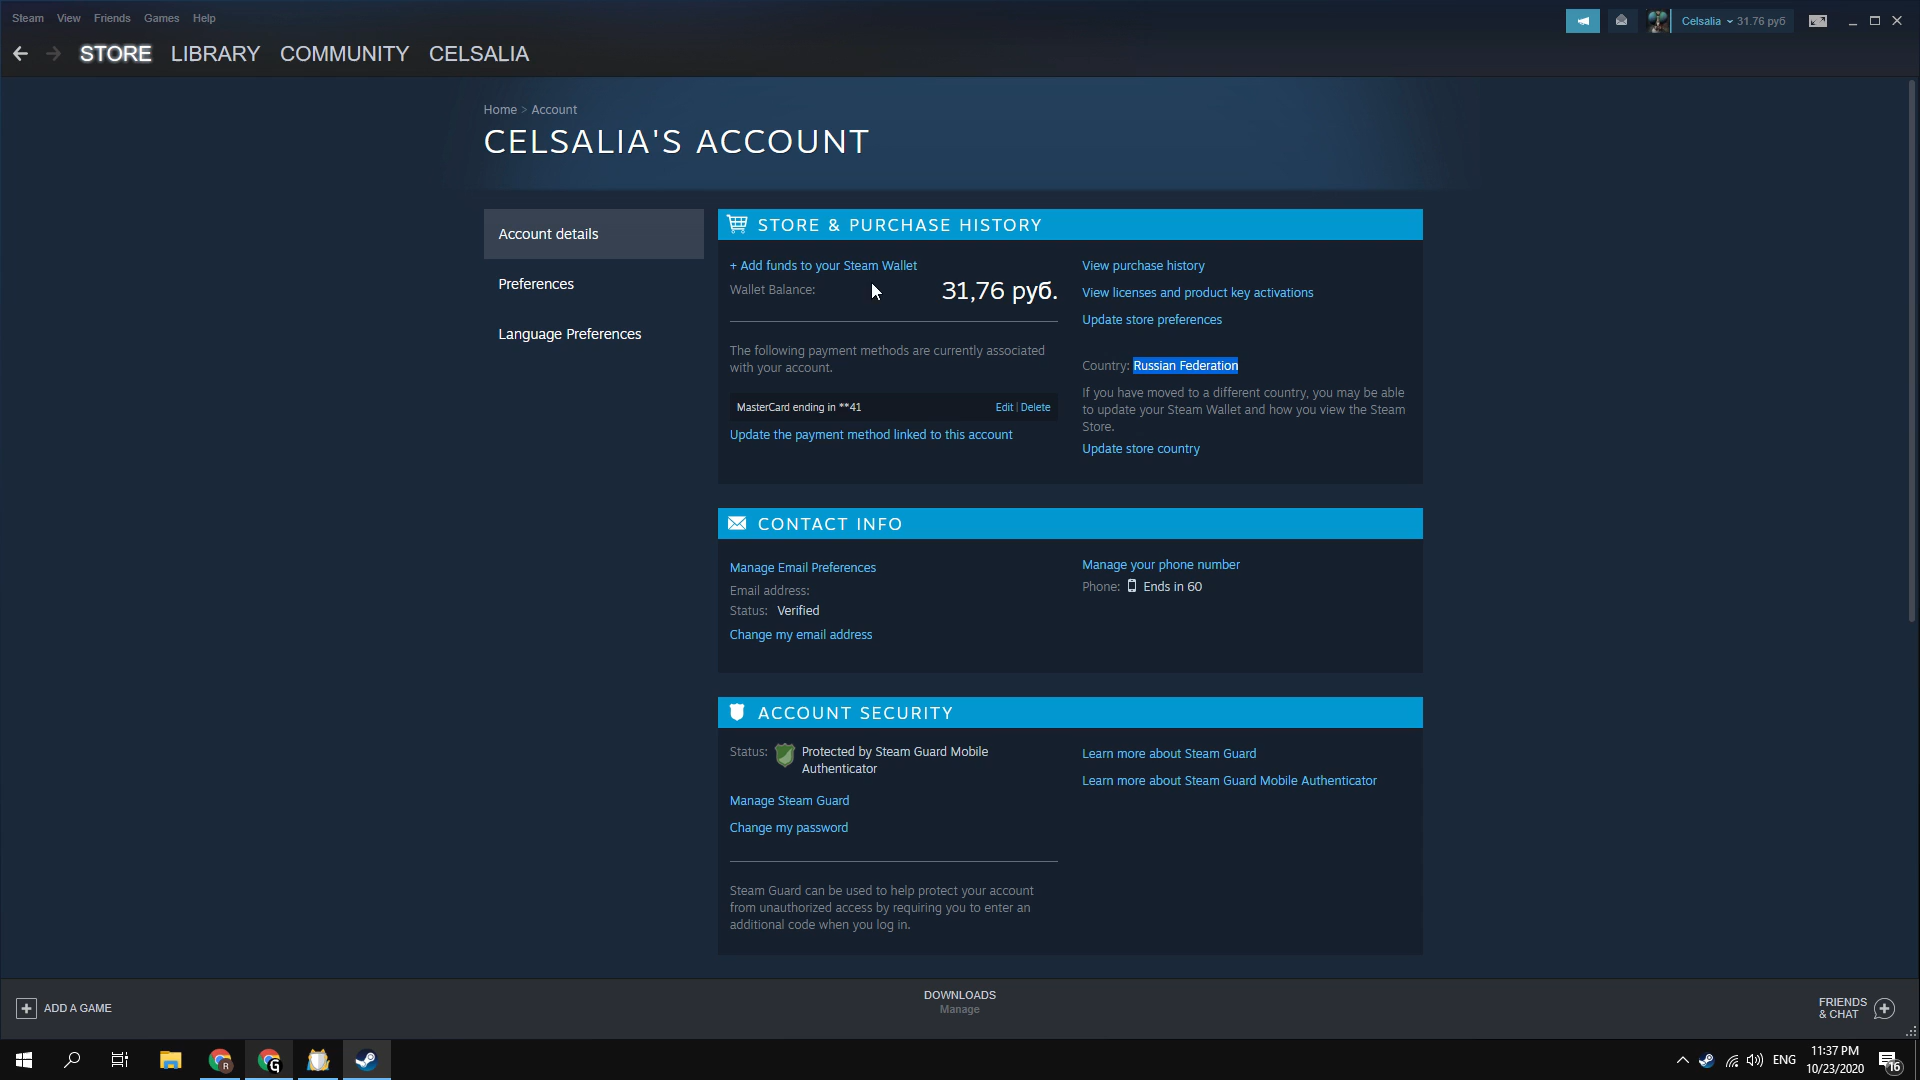 Steam View Friends Games Help
Celsalia 31.76 pуб
STORE LIBRARY COMMUNITY CELSALIA
Home > Account
CELSALIA'S ACCOUNT
Account details
Preferences
Language Preferences
STORE & PURCHASE HISTORY
+ Add funds to your Steam Wallet
Wallet Balance: 31,76 pуб.
The following payment methods are currently associated
with your account.
MasterCard ending in **41 Edit | Delete
Update the payment method linked to this account
View purchase history
View licenses and product key activations
Update store preferences
Country: Russian Federation
If you have moved to a different country, you may be able
to update your Steam Wallet and how you view the Steam
Store.
Update store country
CONTACT INFO
Manage Email Preferences
Email address:
Status: Verified
Change my email address
Manage your phone number
Phone: Ends in 60
ACCOUNT SECURITY
Status: Protected by Steam Guard Mobile
Authenticator
Manage Steam Guard
Change my password
Steam Guard can be used to help protect your account
from unauthorized access by requiring you to enter an
additional code when you log in.
Learn more about Steam Guard
Learn more about Steam Guard Mobile Authenticator
ADD A GAME
DOWNLOADS
Manage
FRIENDS
& CHAT
R
G
ENG
11:37 PM
10/23/2020
16